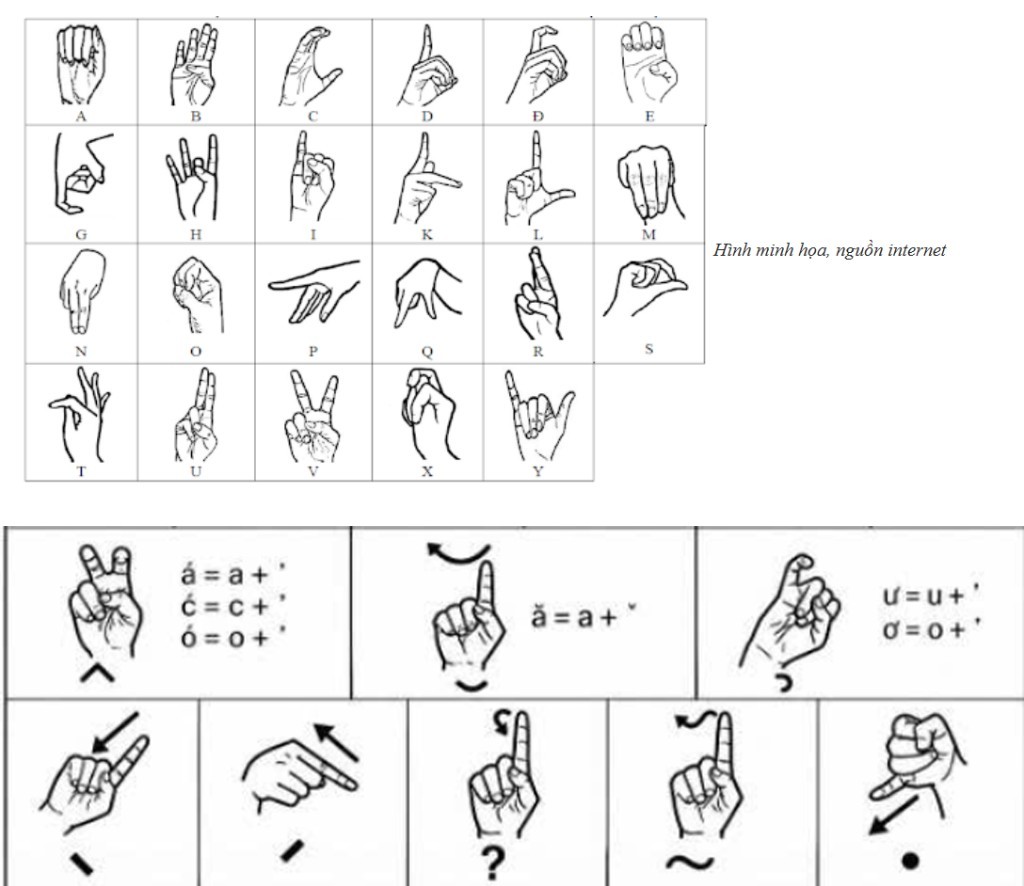 A B C D Đ E
G H I K L M
Hình minh họa, nguồn internet
N O P Q R S
T U V X Y
á = a + '
ć = c + '
ó = o + '
ă = a + ˇ
ư = u + '
ơ = o + '
?
~